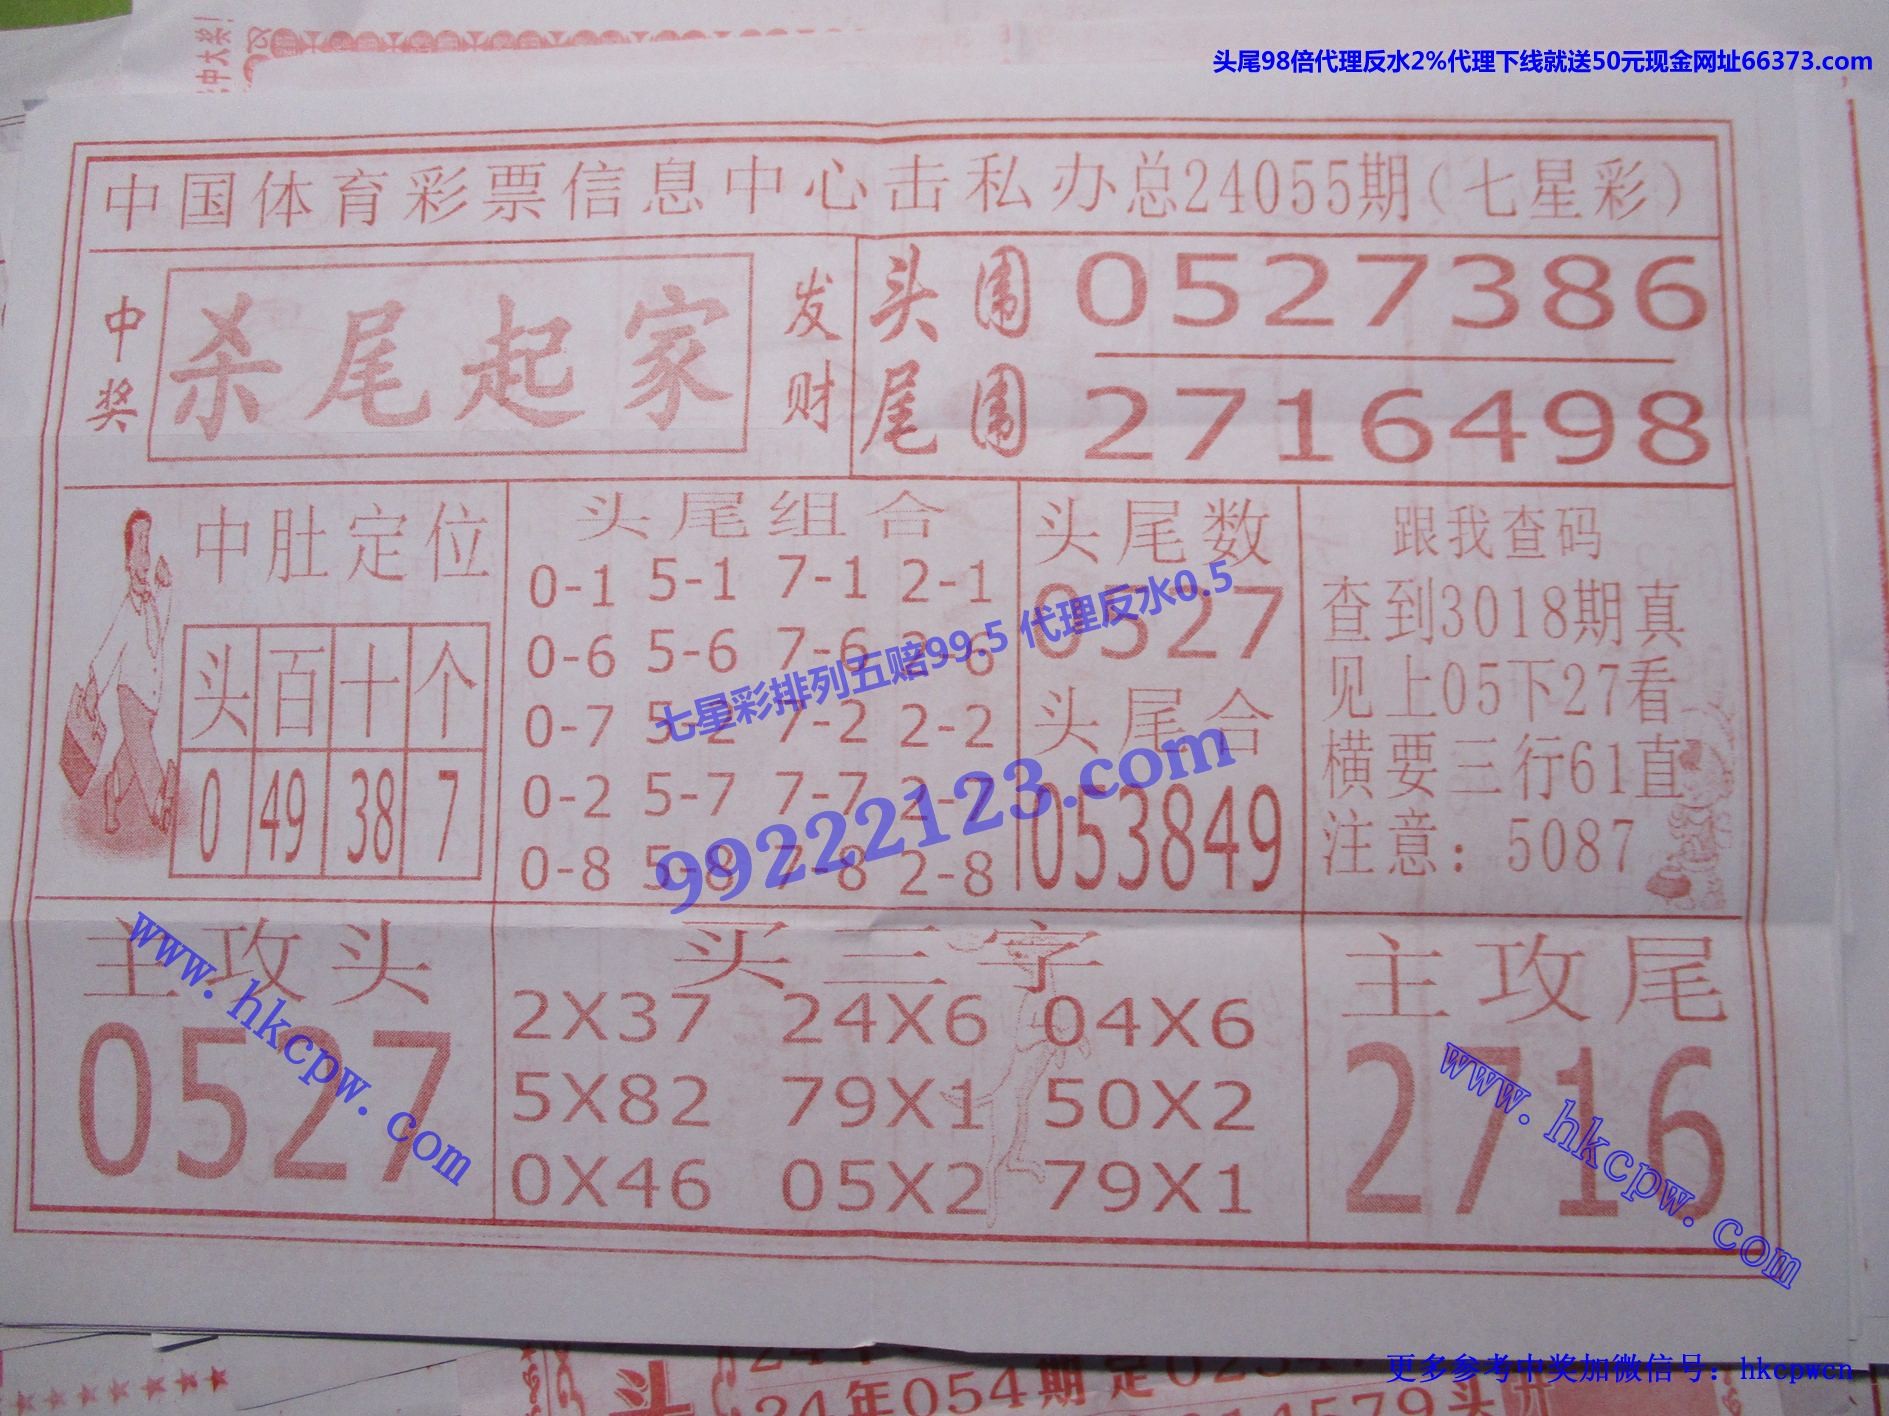 头尾98倍代理反水2%代理下线就送50元现金网址66373.com
中国体育彩票信息中心击私办总24055期(七星彩)
中奖
杀尾起家
发财
头围 0527386
尾围 2716498
中肚定位
头 百 十 个
0 49 38 7
头尾组合
0-1 5-1 7-1 2-1
0-6 5-6 7-6 2-6
0-7 5-2 7-2 2-2
0-2 5-7 7-7 2-7
0-8 5-8 7-8 2-8
头尾数
0527
头尾合
053849
跟我查码
查到3018期真
见上05下27看
横要三行61直
注意：5087
七星彩排列五赔99.5 代理反水0.5
99222123.com
主攻头
0527
www.hkcpw.com
买三字
2X37 24X6 04X6
5X82 79X1 50X2
0X46 05X2 79X1
主攻尾
2716
www.hkcpw.com
更多参考中奖加微信号：hkcpwcn
24年054期定